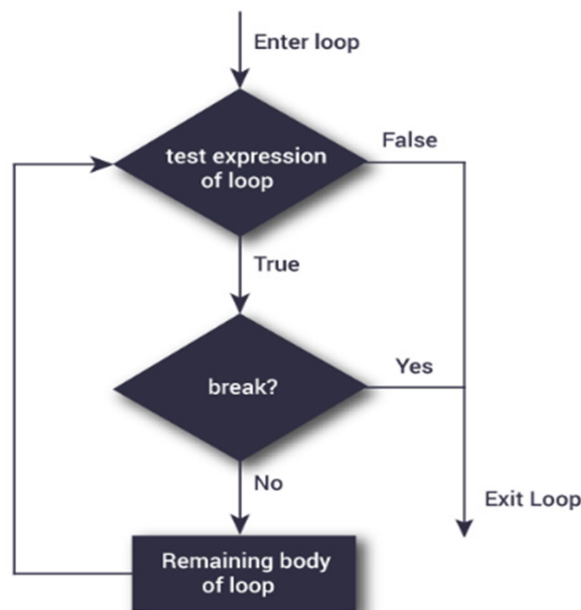 Enter loop
test expression
of loop
False
True
break?
Yes
No
Exit Loop
Remaining body
of loop